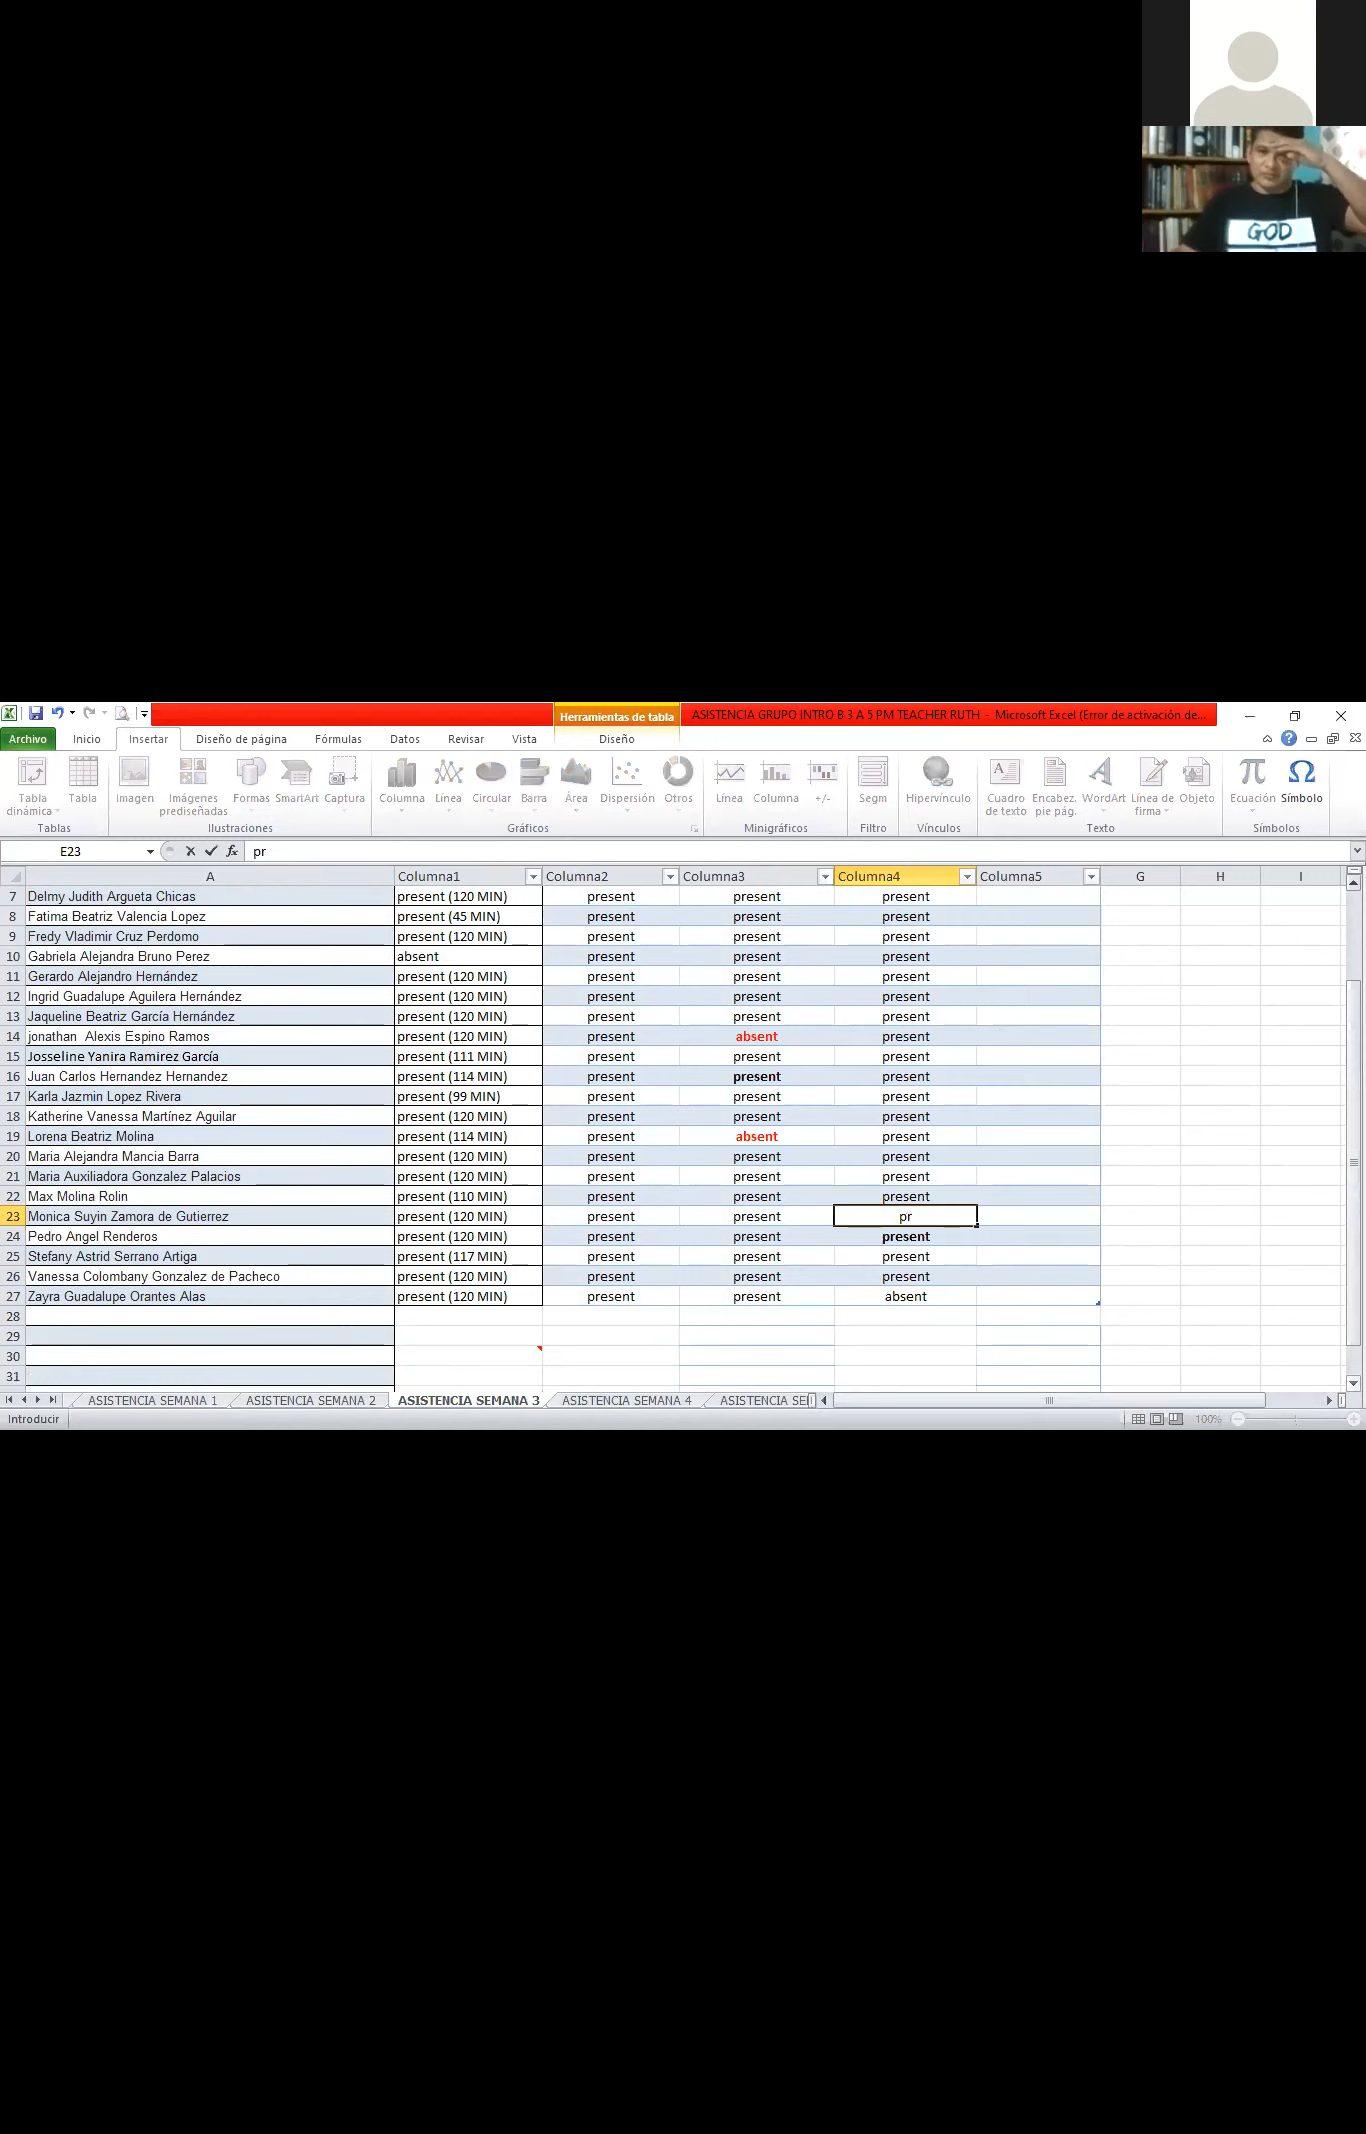 GOD
Herramientas de tabla
ASISTENCIA GRUPO INTRO B 3 A 5 PM TEACHER RUTH - Microsoft Excel (Error de activación de...
Archivo Inicio Insertar Diseño de página Fórmulas Datos Revisar Vista Diseño
Tabla dinámica Tabla Imagen Imágenes prediseñadas Formas SmartArt Captura Columna Línea Circular Barra Área Dispersión Otros Línea Columna +/- Segm Hipervínculo Cuadro de texto Encabez. pie pág. WordArt Línea de firma Objeto Ecuación Símbolo
Tablas Ilustraciones Gráficos Minigráficos Filtro Vínculos Texto Símbolos
E23 fx pr
A Columna1 Columna2 Columna3 Columna4 Columna5 G H I
7 Delmy Judith Argueta Chicas present (120 MIN) present present present
8 Fatima Beatriz Valencia Lopez present (45 MIN) present present present
9 Fredy Vladimir Cruz Perdomo present (120 MIN) present present present
10 Gabriela Alejandra Bruno Perez absent present present present
11 Gerardo Alejandro Hernández present (120 MIN) present present present
12 Ingrid Guadalupe Aguilera Hernández present (120 MIN) present present present
13 Jaqueline Beatriz García Hernández present (120 MIN) present present present
14 jonathan Alexis Espino Ramos present (120 MIN) present absent present
15 Josseline Yanira Ramirez García present (111 MIN) present present present
16 Juan Carlos Hernandez Hernandez present (114 MIN) present present present
17 Karla Jazmin Lopez Rivera present (99 MIN) present present present
18 Katherine Vanessa Martínez Aguilar present (120 MIN) present present present
19 Lorena Beatriz Molina present (114 MIN) present absent present
20 Maria Alejandra Mancia Barra present (120 MIN) present present present
21 Maria Auxiliadora Gonzalez Palacios present (120 MIN) present present present
22 Max Molina Rolin present (110 MIN) present present present
23 Monica Suyin Zamora de Gutierrez present (120 MIN) present present pr
24 Pedro Angel Renderos present (120 MIN) present present present
25 Stefany Astrid Serrano Artiga present (117 MIN) present present present
26 Vanessa Colombany Gonzalez de Pacheco present (120 MIN) present present present
27 Zayra Guadalupe Orantes Alas present (120 MIN) present present absent
28
29
30
31
ASISTENCIA SEMANA 1 ASISTENCIA SEMANA 2 ASISTENCIA SEMANA 3 ASISTENCIA SEMANA 4 ASISTENCIA SEM
Introducir 100%